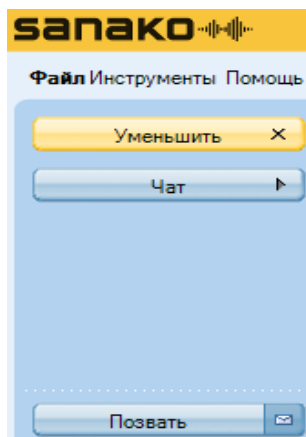 sanako
Файл Инструменты Помощь
Уменьшить
Чат
Позвать